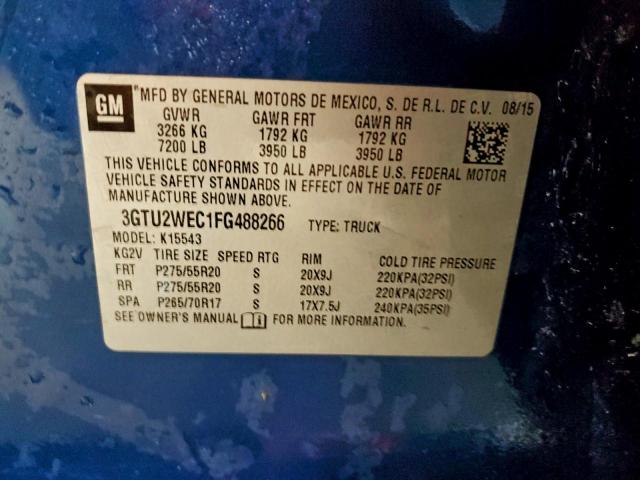 GM
*MFD BY GENERAL MOTORS DE MEXICO, S. DE R.L. DE C.V. 08/15
GVWR GAWR FRT GAWR RR
3266 KG 1792 KG 1792 KG
7200 LB 3950 LB 3950 LB
THIS VEHICLE CONFORMS TO ALL APPLICABLE U.S. FEDERAL MOTOR
VEHICLE SAFETY STANDARDS IN EFFECT ON THE DATE OF
MANUFACTURE SHOWN ABOVE.
3GTU2WEC1FG488266 TYPE: TRUCK
MODEL: K15543
KG2V TIRE SIZE SPEED RTG RIM COLD TIRE PRESSURE
FRT P275/55R20 S 20X9J 220KPA(32PSI)
RR P275/55R20 S 20X9J 220KPA(32PSI)
SPA P265/70R17 S 17X7.5J 240KPA(35PSI)
SEE OWNER'S MANUAL FOR MORE INFORMATION.